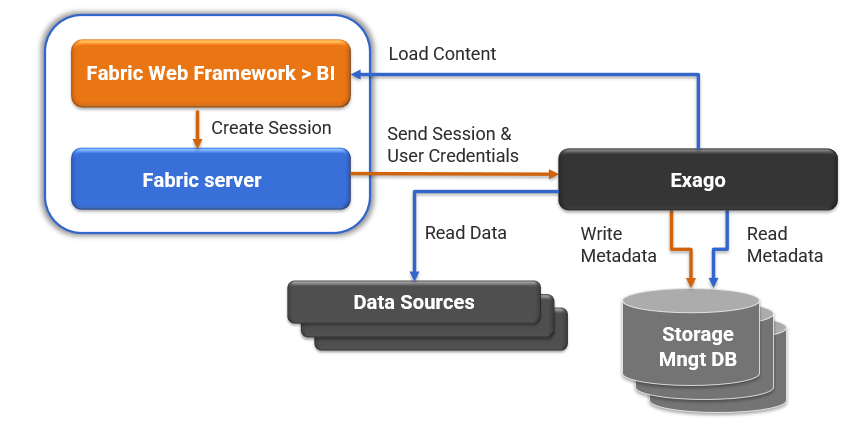 Fabric Web Framework > BI
Load Content
Create Session
Send Session &
User Credentials
Fabric server
Exago
Read Data
Write
Metadata
Read
Metadata
Data Sources
Storage
Mngt DB